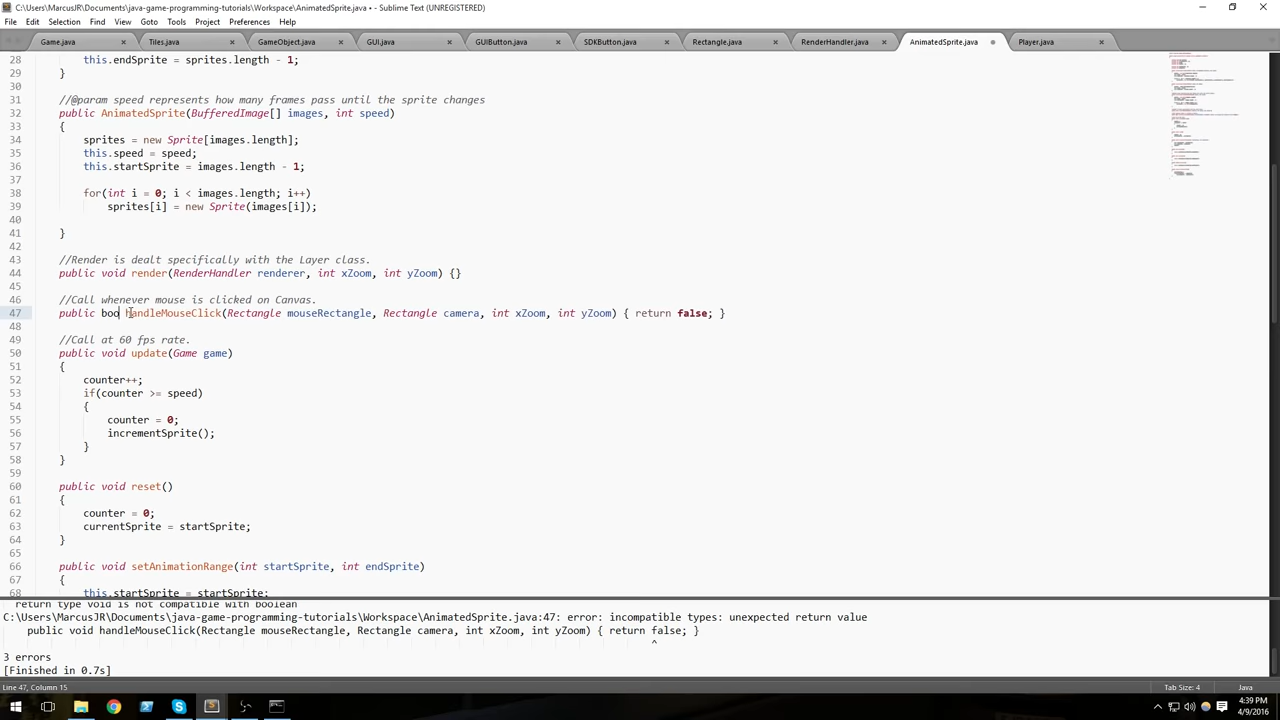 C:\Users\MarcusJR\Documents\java-game-programming-tutorials\Workspace\AnimatedSprite.java • - Sublime Text (UNREGISTERED)
File Edit Selection Find View Goto Tools Project Preferences Help
Game.java × Tiles.java × GameObject.java × GUI.java × GUIButton.java × SDKButton.java × Rectangle.java × RenderHandler.java × AnimatedSprite.java • Player.java ×
28 this.endSprite = sprites.length - 1;
29 }
30
31 //@param speed represents how many frames pass until the sprite changes
32 public AnimatedSprite(BufferedImage[] images, int speed)
33 {
34 sprites = new Sprite[images.length];
35 this.speed = speed;
36 this.startSprite = images.length - 1;
37
38 for(int i = 0; i < images.length; i++)
39 sprites[i] = new Sprite(images[i]);
40
41 }
42
43 //Render is dealt specifically with the Layer class.
44 public void render(RenderHandler renderer, int xZoom, int yZoom) {}
45
46 //Call whenever mouse is clicked on Canvas.
47 public boo handleMouseClick(Rectangle mouseRectangle, Rectangle camera, int xZoom, int yZoom) { return false; }
48
49 //Call at 60 fps rate.
50 public void update(Game game)
51 {
52 counter++;
53 if(counter >= speed)
54 {
55 counter = 0;
56 incrementSprite();
57 }
58 }
59
60 public void reset()
61 {
62 counter = 0;
63 currentSprite = startSprite;
64 }
65
66 public void setAnimationRange(int startSprite, int endSprite)
67 {
68 this.startSprite = startSprite;
return type void is not compatible with boolean
C:\Users\MarcusJR\Documents\java-game-programming-tutorials\Workspace\AnimatedSprite.java:47: error: incompatible types: unexpected return value
public void handleMouseClick(Rectangle mouseRectangle, Rectangle camera, int xZoom, int yZoom) { return false; }
^
3 errors
[Finished in 0.7s]
Line 47, Column 15 Tab Size: 4 Java
4:39 PM
4/9/2016